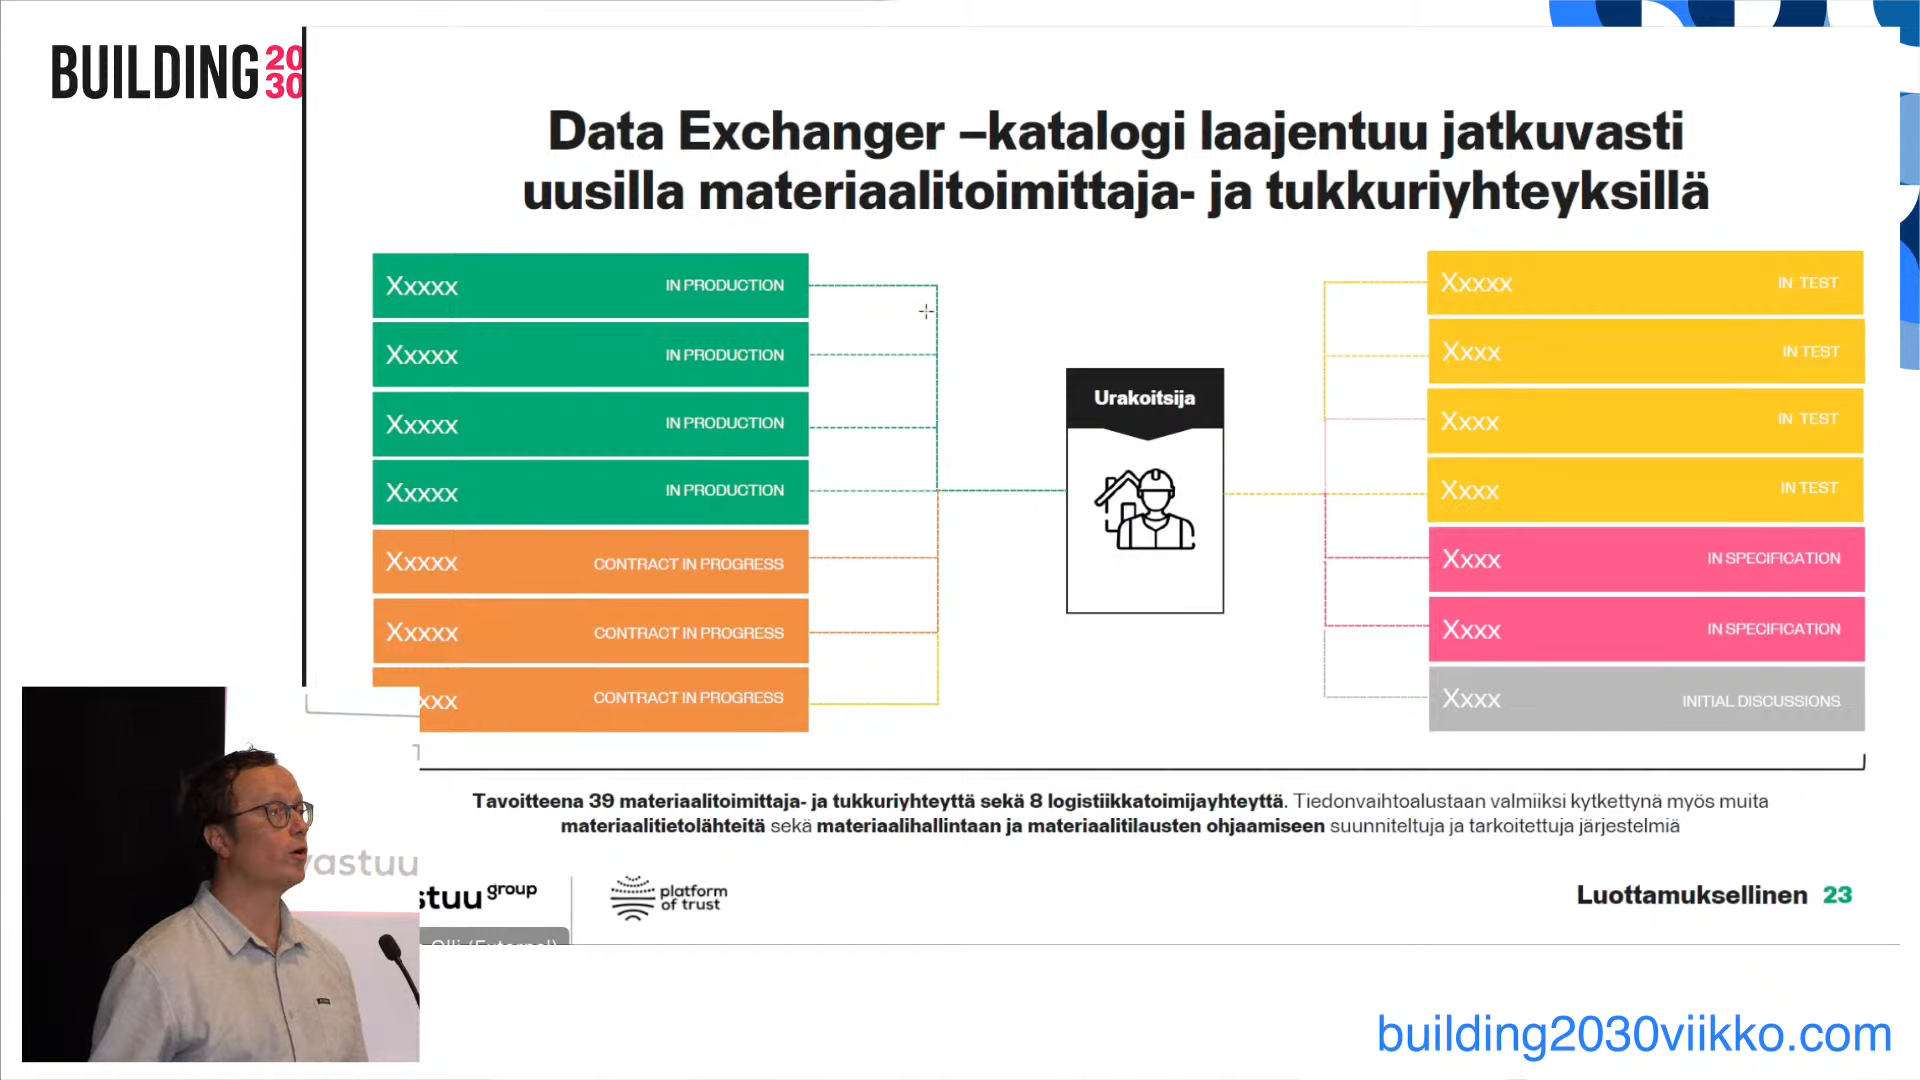 BUILDING 20
30
Data Exchanger –katalogi laajentuu jatkuvasti
uusilla materiaalitoimittaja- ja tukkuriyhteyksillä
Xxxxx IN PRODUCTION
Xxxxx IN PRODUCTION
Xxxxx IN PRODUCTION
Xxxxx IN PRODUCTION
Xxxxx CONTRACT IN PROGRESS
Xxxxx CONTRACT IN PROGRESS
xxx CONTRACT IN PROGRESS
Urakoitsija
Xxxxx IN TEST
Xxxx IN TEST
Xxxx IN TEST
Xxxx IN TEST
Xxxx IN SPECIFICATION
Xxxx IN SPECIFICATION
Xxxx INITIAL DISCUSSIONS
Tavoitteena 39 materiaalitoimittaja- ja tukkuriyhteyttä sekä 8 logistiikkatoimijayhteyttä. Tiedonvaihtoalustaan valmiiksi kytkettynä myös muita
materiaalitietolähteitä sekä materiaalihallintaan ja materiaalitilausten ohjaamiseen suunniteltuja ja tarkoitettuja järjestelmiä
vastuu
stuu group
platform
of trust
Luottamuksellinen 23
Olli (External)
building2030viikko.com